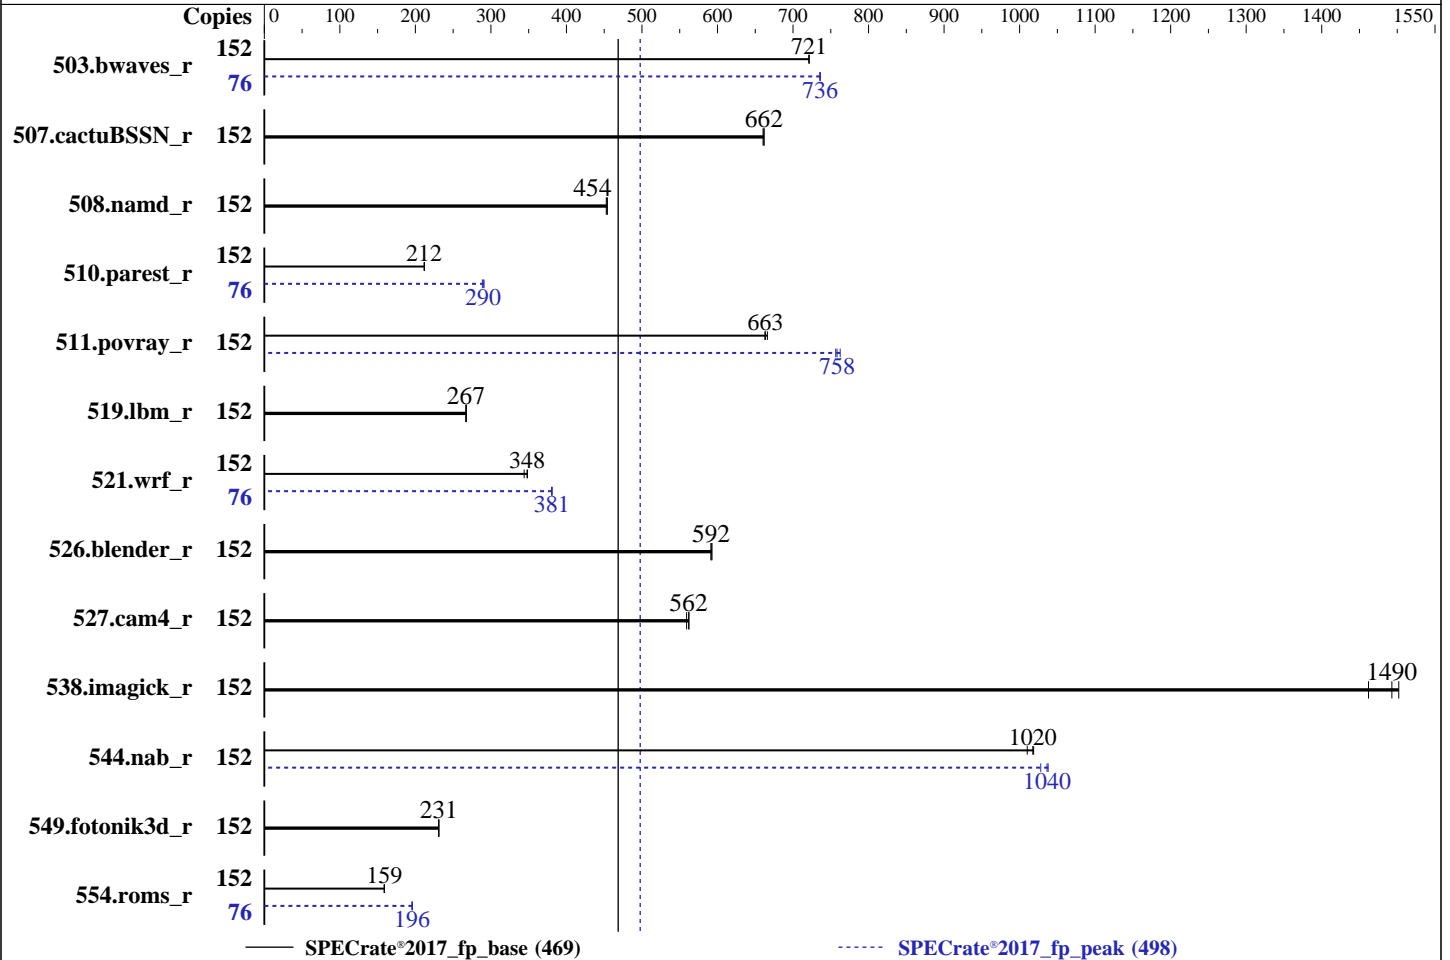 Copies 0 100 200 300 400 500 600 700 800 900 1000 1100 1200 1300 1400 1550
503.bwaves_r 152 721
76 736
507.cactuBSSN_r 152 662
508.namd_r 152 454
510.parest_r 152 212
76 290
511.povray_r 152 663
758
519.lbm_r 152 267
521.wrf_r 152 348
76 381
526.blender_r 152 592
527.cam4_r 152 562
538.imagick_r 152 1490
544.nab_r 152 1020
1040
549.fotonik3d_r 152 231
554.roms_r 152 159
76 196
SPECrate®2017_fp_base (469) SPECrate®2017_fp_peak (498)